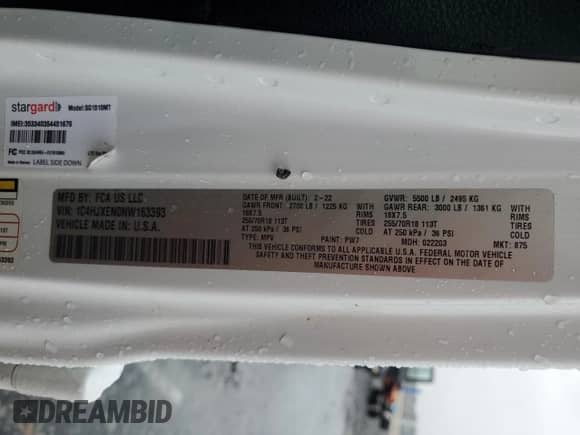 stargard Model: SG1010MT
IMEI:353340354451676
FC
LABEL SIDE DOWN
MFD BY: FCA US LLC
VIN: 1C4HJXEN0NW163393
VEHICLE MADE IN U.S.A.
DATE OF MFR (BUILT): 2-22
GVWR: 5500 LB / 2495 KG
GAWR FRONT: 2700 LB / 1225 KG
GAWR REAR: 3000 LB / 1361 KG
18X7.5
18X7.5
255/70R18 113T TIRES
255/70R18 113T TIRES
AT 250 kPa / 36 PSI COLD
AT 250 kPa / 36 PSI COLD
TYPE: MPV PAINT: PW7 MDH: 022203 MKT: 875
THIS VEHICLE CONFORMS TO ALL APPLICABLE U.S.A. FEDERAL MOTOR VEHICLE
SAFETY AND THEFT PREVENTION STANDARDS IN EFFECT ON THE DATE OF
MANUFACTURE SHOWN ABOVE.
DREAMBID